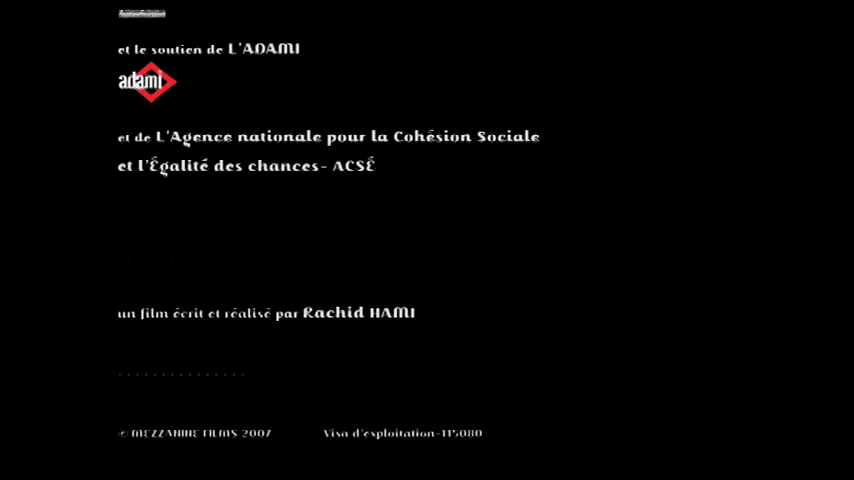 et le soutien de L'ADAMI
adami
et de L'Agence nationale pour la Cohésion Sociale
et l'Égalité des chances- ACSÉ
un film écrit et réalisé par Rachid HAMI
© MEZZANINE FILMS 2007 Visa d'exploitation-115080